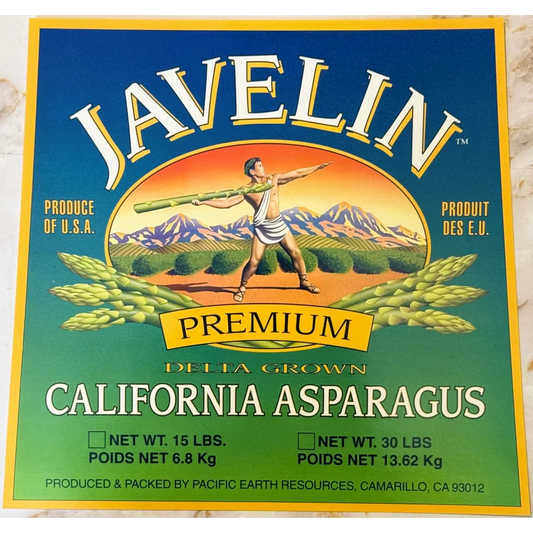 JAVELIN™
PRODUCE
OF U.S.A.
PRODUIT
DES E.U.
PREMIUM
DELTA GROWN
CALIFORNIA ASPARAGUS
NET WT. 15 LBS.
POIDS NET 6.8 Kg
NET WT. 30 LBS
POIDS NET 13.62 Kg
PRODUCED & PACKED BY PACIFIC EARTH RESOURCES, CAMARILLO, CA 93012